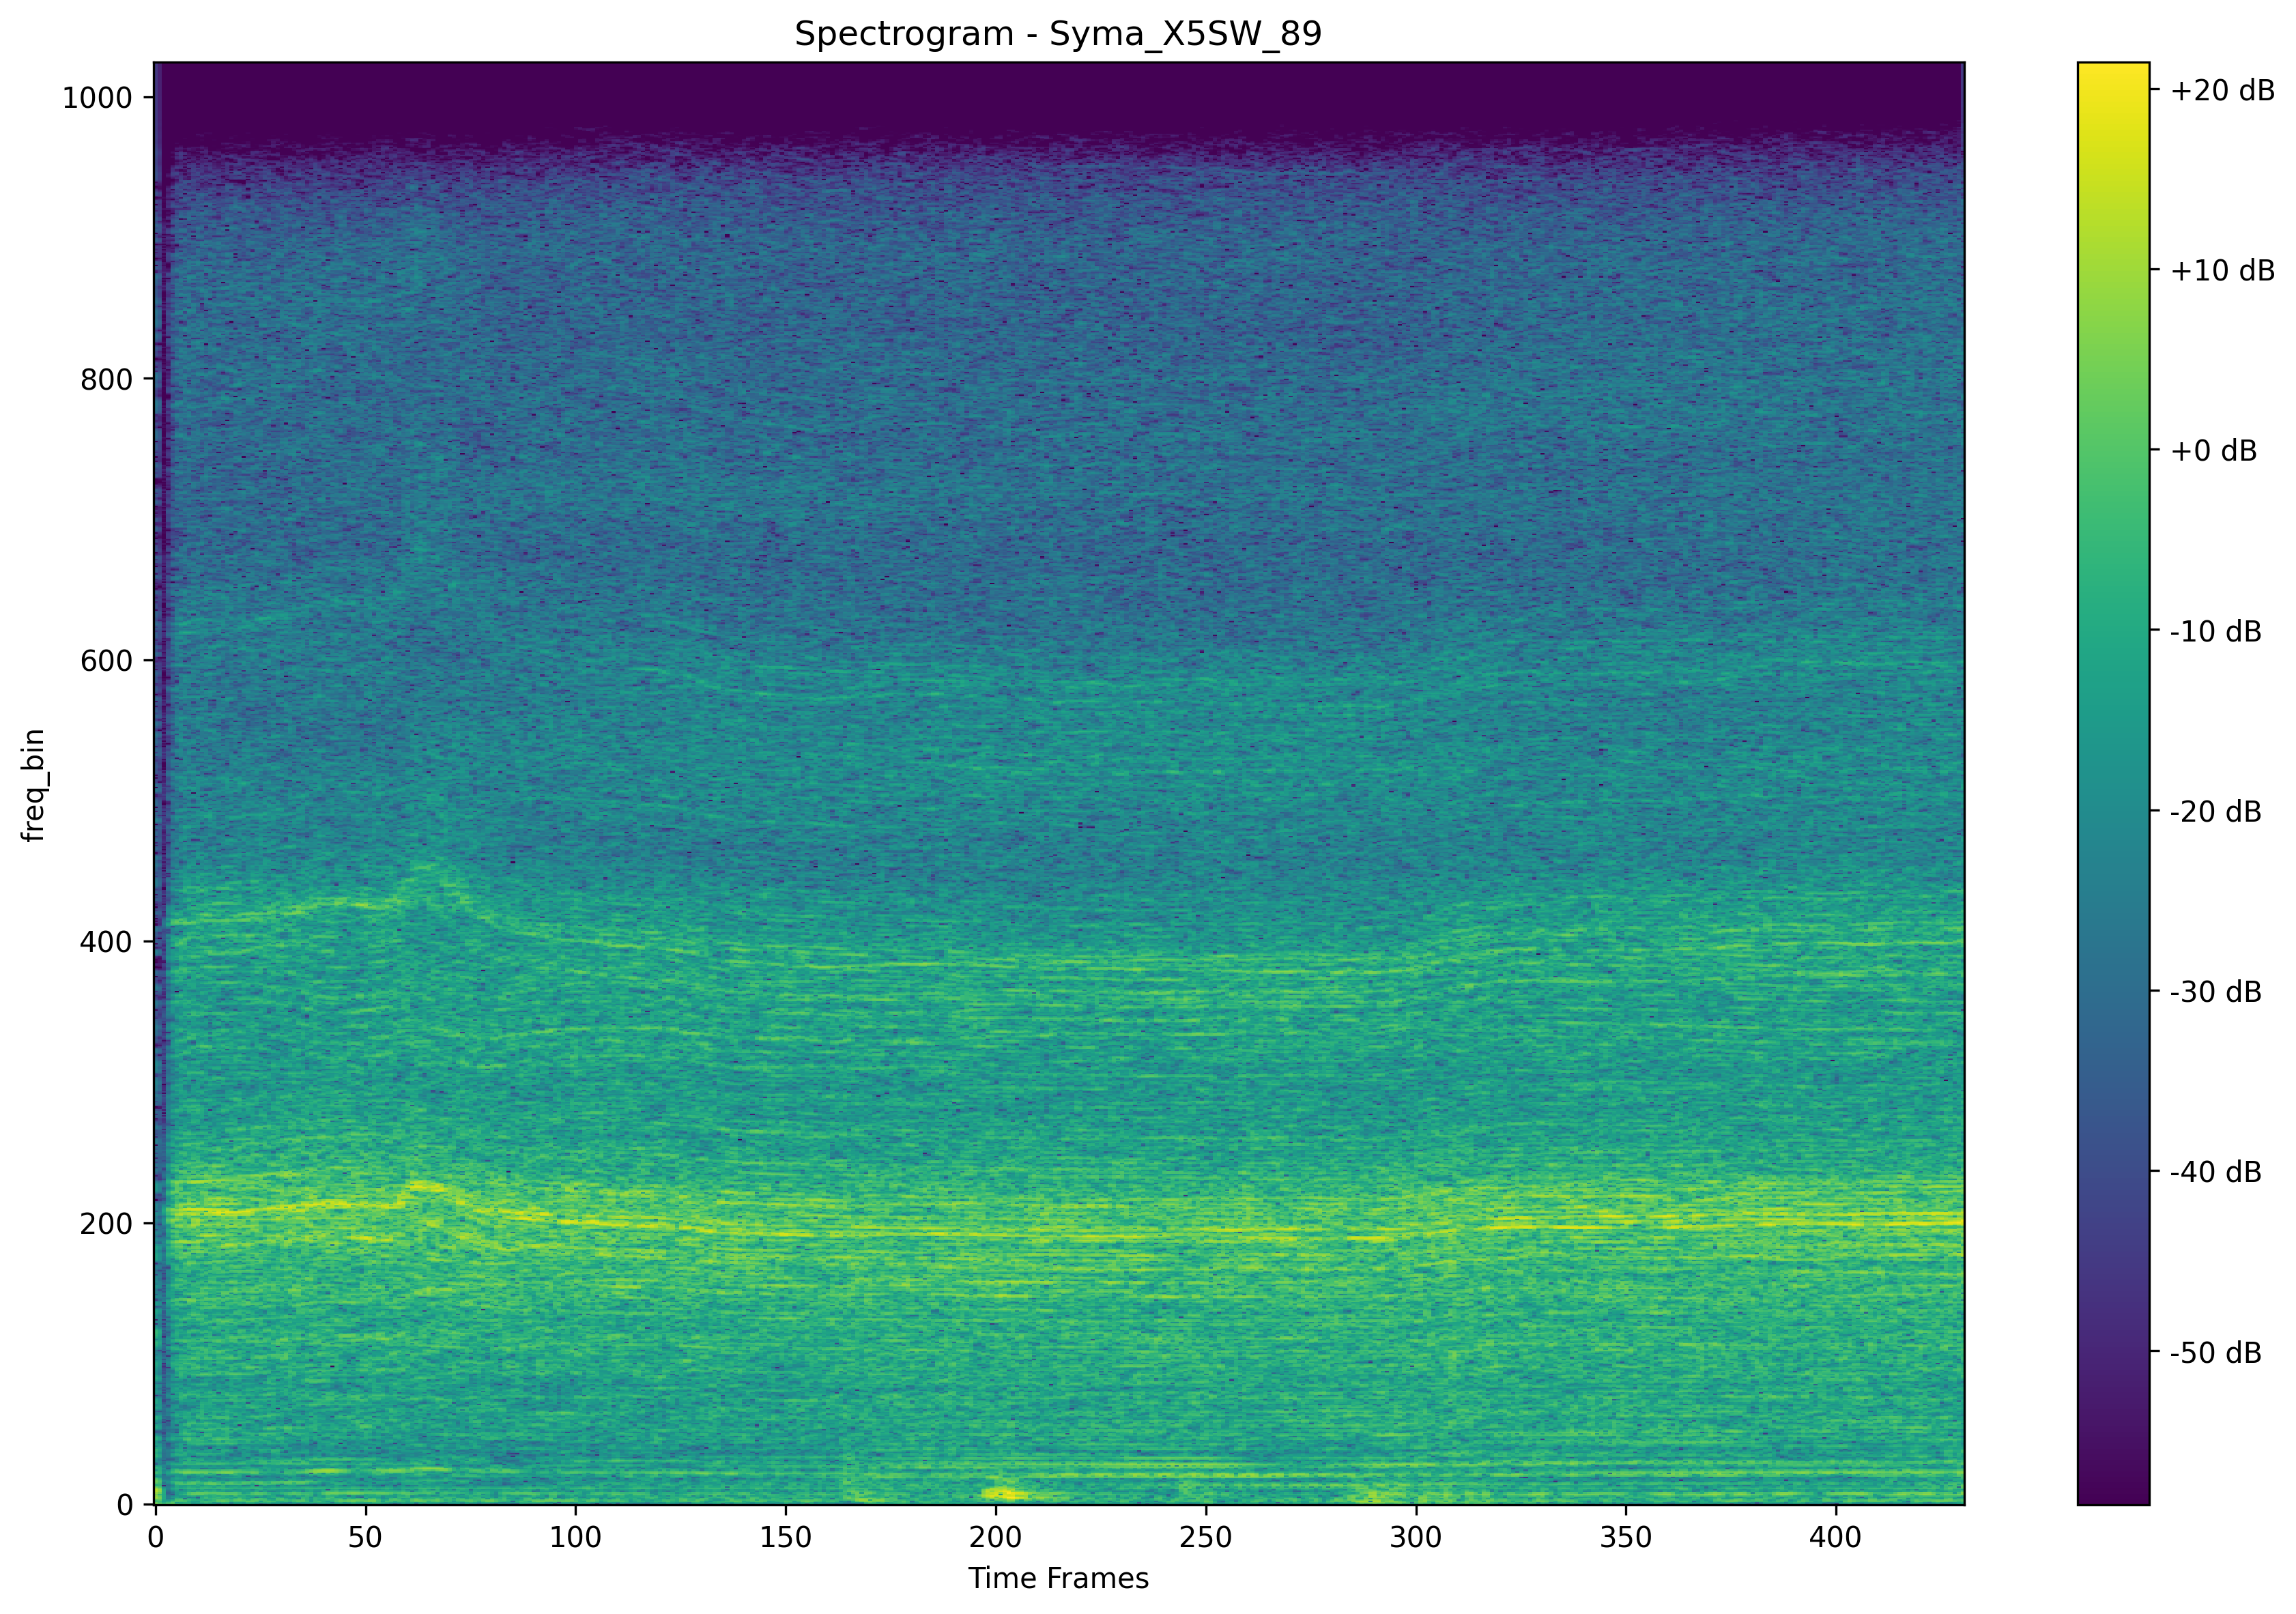 Spectrogram - Syma_X5SW_89
1000
800
600
400
200
0
freq_bin
0 50 100 150 200 250 300 350 400
Time Frames
+20 dB
+10 dB
+0 dB
-10 dB
-20 dB
-30 dB
-40 dB
-50 dB